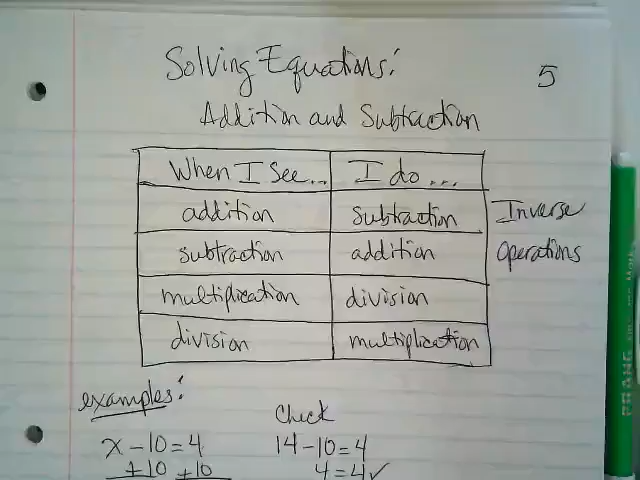 Solving Equations:
5
Addition and Subtraction
When I See... I do...
addition subtraction
subtraction addition
multiplication division
division multiplication
Inverse
operations
examples:
Check
x - 10 = 4 14 - 10 = 4
+10 +10 4 = 4 ✓
PRANG